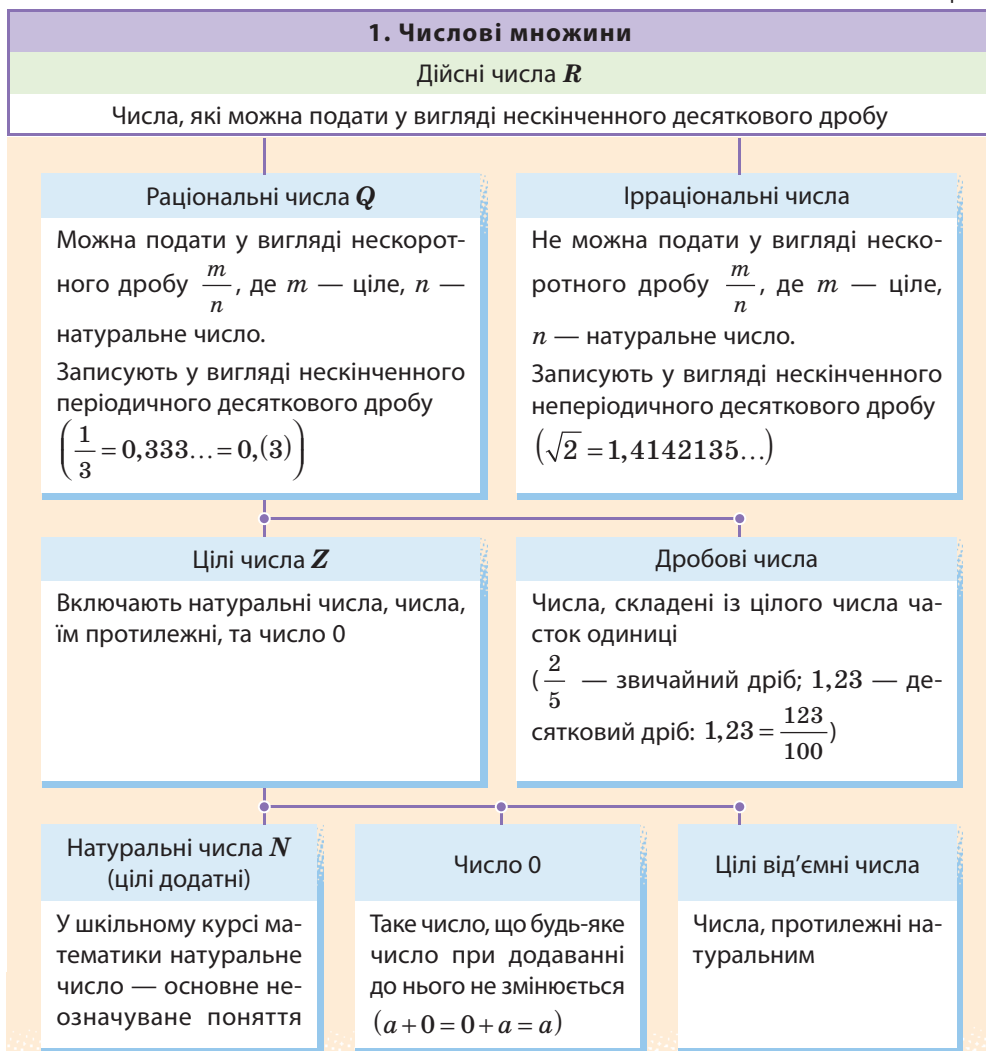 1. Числові множини
Дійсні числа R
Числа, які можна подати у вигляді нескінченного десяткового дробу
Раціональні числа Q
Можна подати у вигляді нескорот-
ного дробу m/n, де m — ціле, n —
натуральне число.
Записують у вигляді нескінченного
періодичного десяткового дробу
(1/3 = 0,333... = 0,(3))
Ірраціональні числа
Не можна подати у вигляді неско-
ротного дробу m/n, де m — ціле,
n — натуральне число.
Записують у вигляді нескінченного
неперіодичного десяткового дробу
(√2 = 1,4142135...)
Цілі числа Z
Включають натуральні числа, числа,
їм протилежні, та число 0
Дробові числа
Числа, складені із цілого числа ча-
сток одиниці
(2/5 — звичайний дріб; 1,23 — де-
сятковий дріб: 1,23 = 123/100)
Натуральні числа N
(цілі додатні)
У шкільному курсі ма-
тематики натуральне
число — основне не-
означуване поняття
Число 0
Таке число, що будь-яке
число при додаванні
до нього не змінюється
(a + 0 = 0 + a = a)
Цілі від’ємні числа
Числа, протилежні на-
туральним